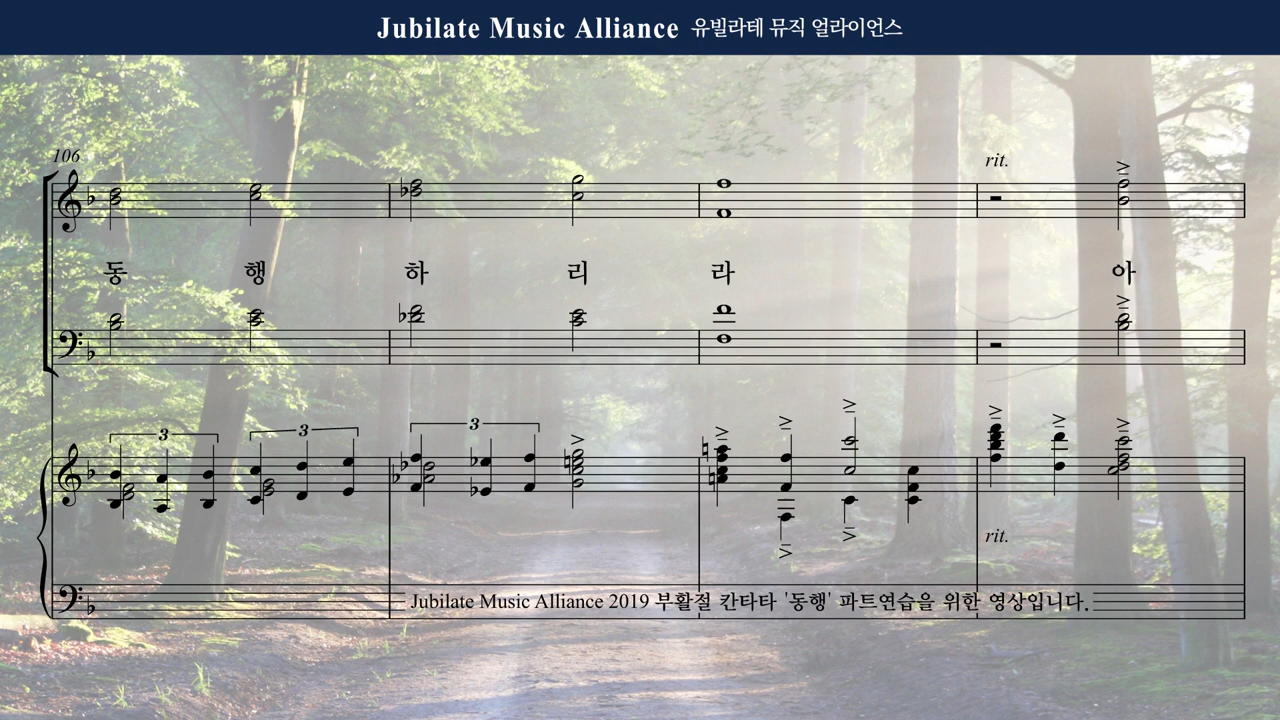 Jubilate Music Alliance 유빌라테 뮤직 얼라이언스
106
rit.
동 행 하 리 라 아
3 3 3
rit.
Jubilate Music Alliance 2019 부활절 칸타타 '동행' 파트연습을 위한 영상입니다.